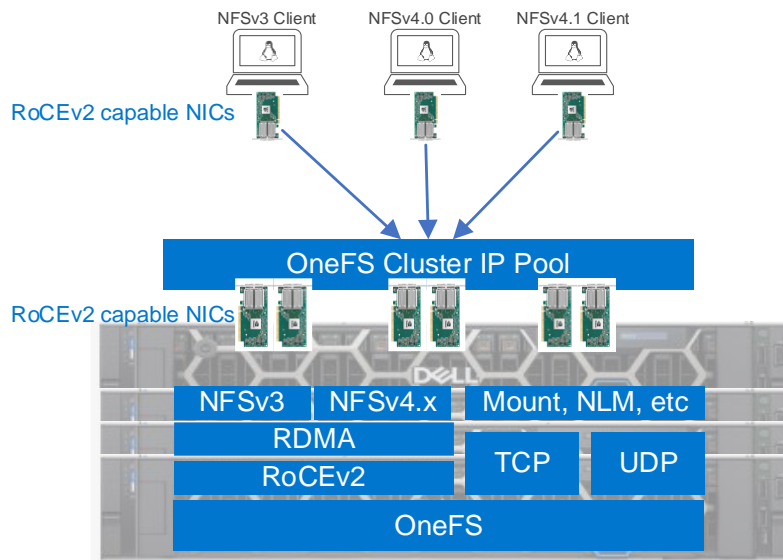 NFSv3 Client
NFSv4.0 Client
NFSv4.1 Client
RoCEv2 capable NICs
OneFS Cluster IP Pool
RoCEv2 capable NICs
DELL
NFSv3
NFSv4.x
Mount, NLM, etc
RDMA
TCP
UDP
RoCEv2
OneFS